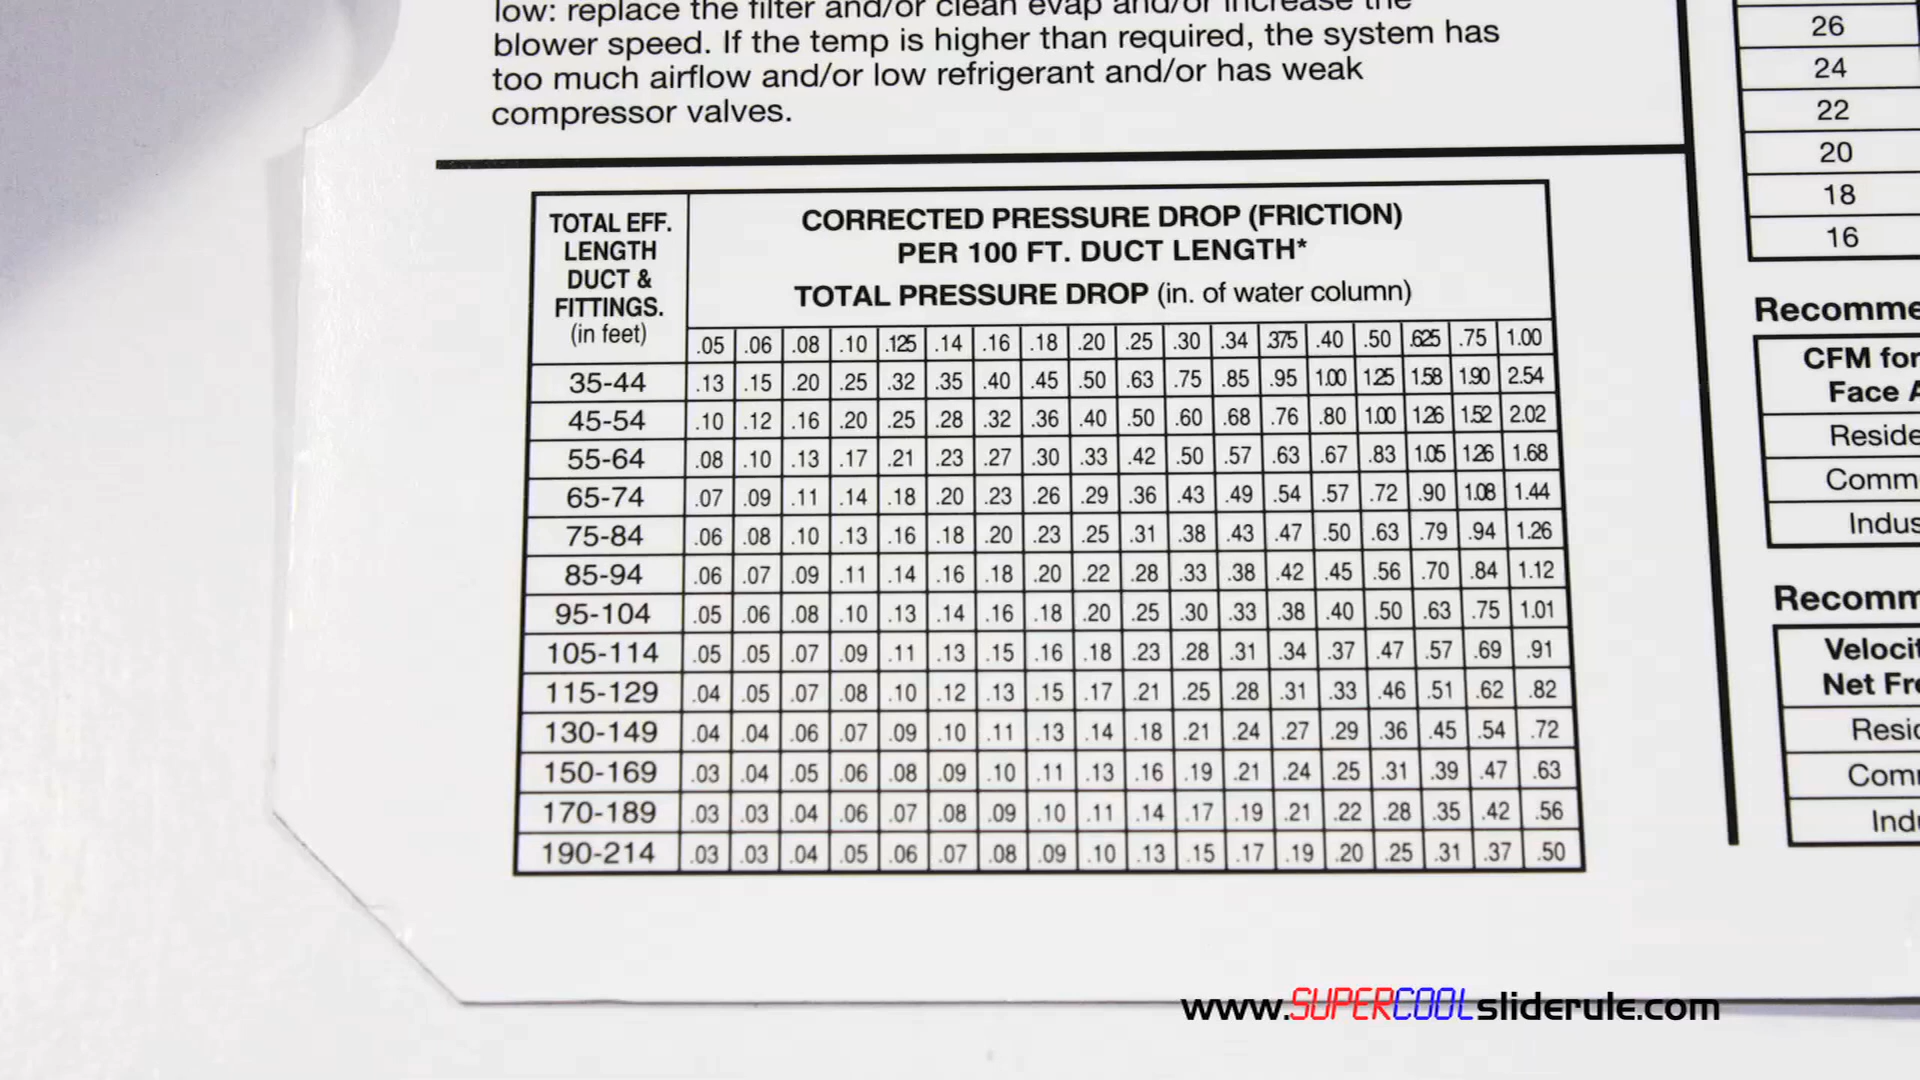 low: replace the filter and/or clean evap and/or increase the
blower speed. If the temp is higher than required, the system has
too much airflow and/or low refrigerant and/or has weak
compressor valves.
TOTAL EFF.
LENGTH
DUCT &
FITTINGS.
(in feet)
CORRECTED PRESSURE DROP (FRICTION)
PER 100 FT. DUCT LENGTH*
TOTAL PRESSURE DROP (in. of water column)
.05 .06 .08 .10 .125 .14 .16 .18 .20 .25 .30 .34 .375 .40 .50 .625 .75 1.00
35-44 .13 .15 .20 .25 .32 .35 .40 .45 .50 .63 .75 .85 .95 1.00 1.25 1.58 1.90 2.54
45-54 .10 .12 .16 .20 .25 .28 .32 .36 .40 .50 .60 .68 .76 .80 1.00 1.26 1.52 2.02
55-64 .08 .10 .13 .17 .21 .23 .27 .30 .33 .42 .50 .57 .63 .67 .83 1.05 1.26 1.68
65-74 .07 .09 .11 .14 .18 .20 .23 .26 .29 .36 .43 .49 .54 .57 .72 .90 1.08 1.44
75-84 .06 .08 .10 .13 .16 .18 .20 .23 .25 .31 .38 .43 .47 .50 .63 .79 .94 1.26
85-94 .06 .07 .09 .11 .14 .16 .18 .20 .22 .28 .33 .38 .42 .45 .56 .70 .84 1.12
95-104 .05 .06 .08 .10 .13 .14 .16 .18 .20 .25 .30 .33 .38 .40 .50 .63 .75 1.01
105-114 .05 .05 .07 .09 .11 .13 .15 .16 .18 .23 .28 .31 .34 .37 .47 .57 .69 .91
115-129 .04 .05 .07 .08 .10 .12 .13 .15 .17 .21 .25 .28 .31 .33 .46 .51 .62 .82
130-149 .04 .04 .06 .07 .09 .10 .11 .13 .14 .18 .21 .24 .27 .29 .36 .45 .54 .72
150-169 .03 .04 .05 .06 .08 .09 .10 .11 .13 .16 .19 .21 .24 .25 .31 .39 .47 .63
170-189 .03 .03 .04 .06 .07 .08 .09 .10 .11 .14 .17 .19 .21 .22 .28 .35 .42 .56
190-214 .03 .03 .04 .05 .06 .07 .08 .09 .10 .13 .15 .17 .19 .20 .25 .31 .37 .50
26
24
22
20
18
16
Recomme
CFM for
Face A
Reside
Comm
Indus
Recomm
Velocit
Net Fre
Resid
Comm
Indu
www.SUPERCOOLsliderule.com